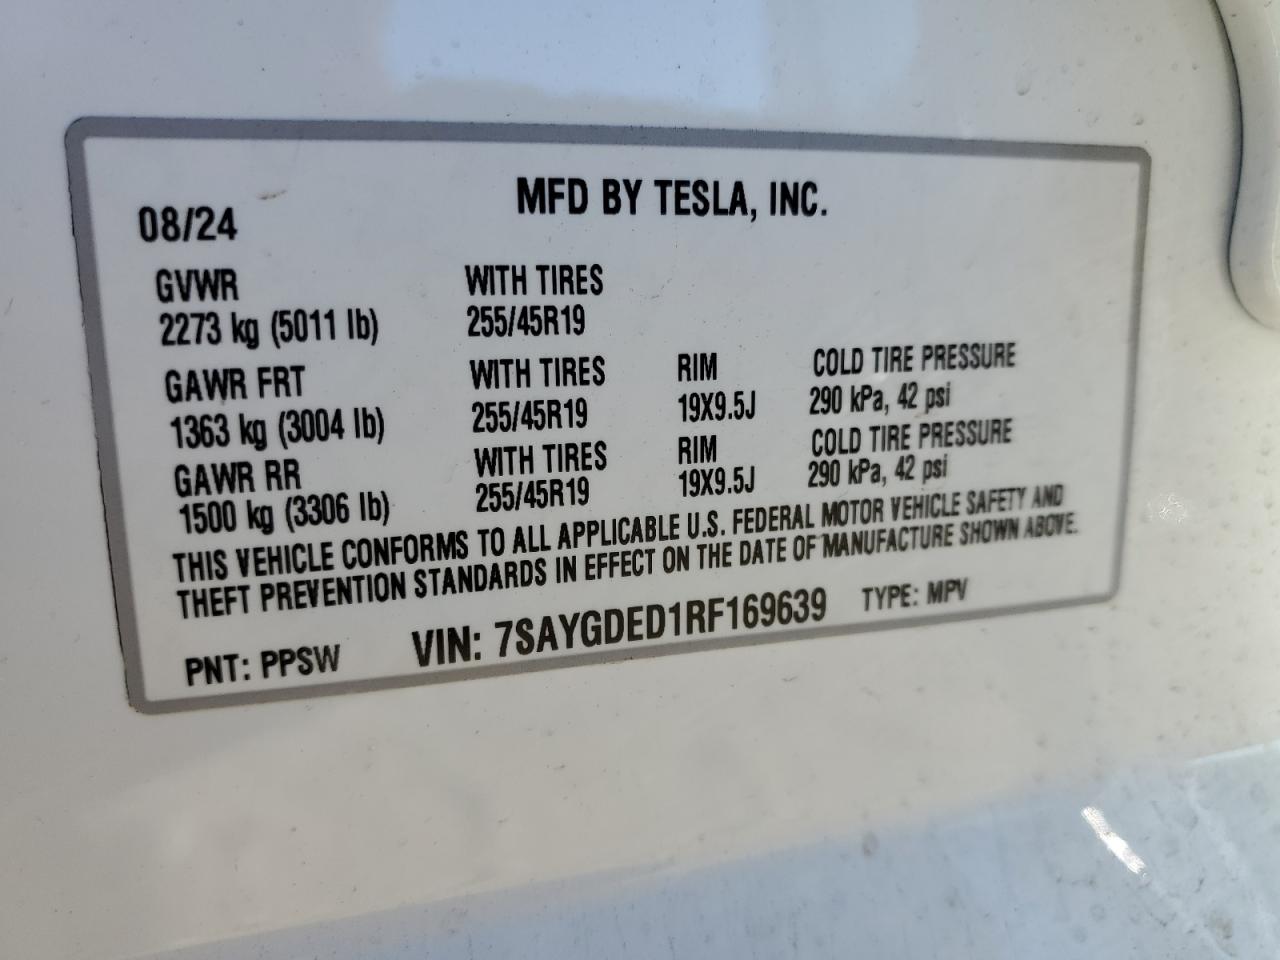 MFD BY TESLA, INC.
08/24
GVWR WITH TIRES
2273 kg (5011 lb) 255/45R19
GAWR FRT WITH TIRES RIM COLD TIRE PRESSURE
1363 kg (3004 lb) 255/45R19 19X9.5J 290 kPa, 42 psi
GAWR RR WITH TIRES RIM COLD TIRE PRESSURE
1500 kg (3306 lb) 255/45R19 19X9.5J 290 kPa, 42 psi
THIS VEHICLE CONFORMS TO ALL APPLICABLE U.S. FEDERAL MOTOR VEHICLE SAFETY AND
THEFT PREVENTION STANDARDS IN EFFECT ON THE DATE OF MANUFACTURE SHOWN ABOVE.
PNT: PPSW VIN: 7SAYGDED1RF169639 TYPE: MPV